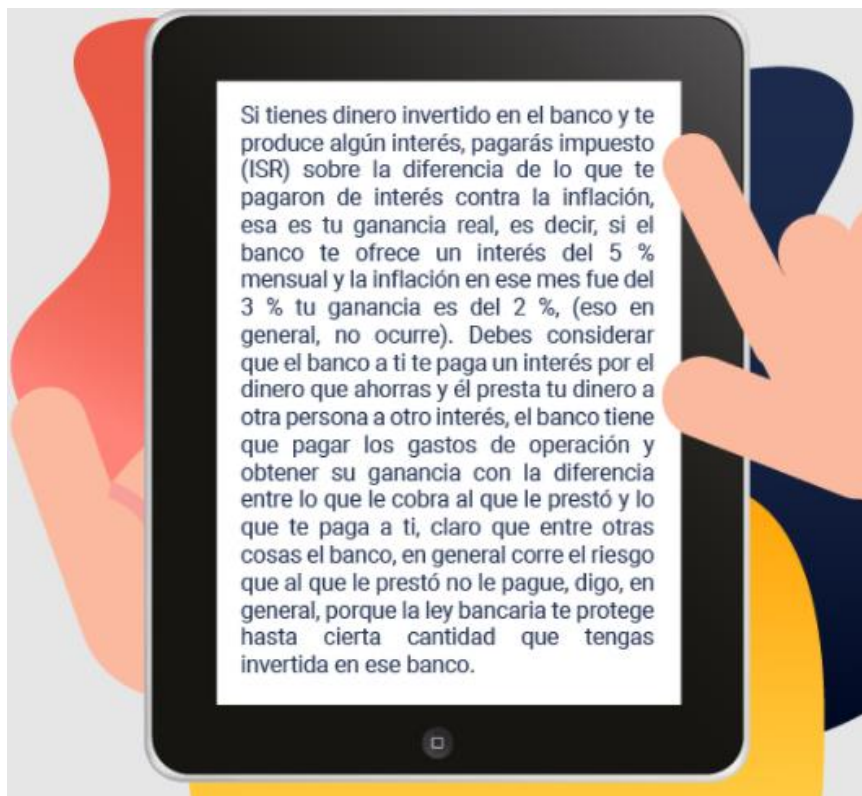 Si tienes dinero invertido en el banco y te
produce algún interés, pagarás impuesto
(ISR) sobre la diferencia de lo que te
pagaron de interés contra la inflación,
esa es tu ganancia real, es decir, si el
banco te ofrece un interés del 5 %
mensual y la inflación en ese mes fue del
3 % tu ganancia es del 2 %, (eso en
general, no ocurre). Debes considerar
que el banco a ti te paga un interés por el
dinero que ahorras y él presta tu dinero a
otra persona a otro interés, el banco tiene
que pagar los gastos de operación y
obtener su ganancia con la diferencia
entre lo que le cobra al que le prestó y lo
que te paga a ti, claro que entre otras
cosas el banco, en general corre el riesgo
que al que le prestó no le pague, digo, en
general, porque la ley bancaria te protege
hasta cierta cantidad que tengas
invertida en ese banco.